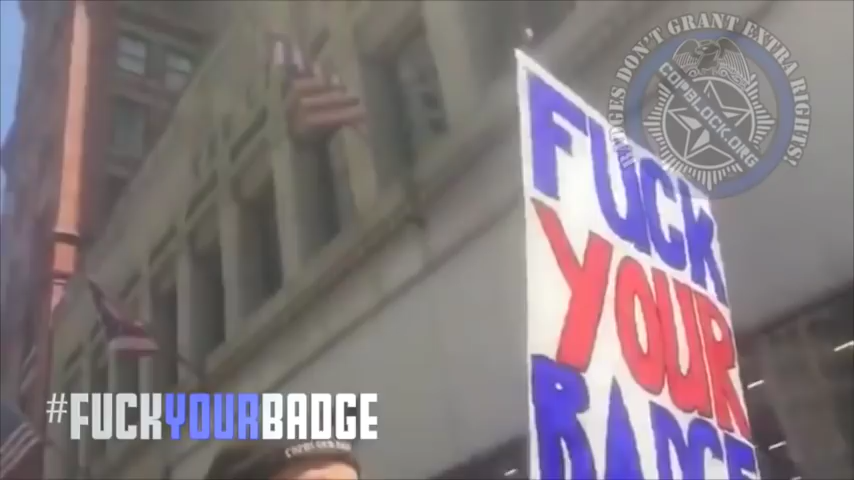 BADGES DON'T GRANT EXTRA RIGHTS!
COPBLOCK.ORG
FUCK
YOUR
BADGE
#FUCKYOURBADGE